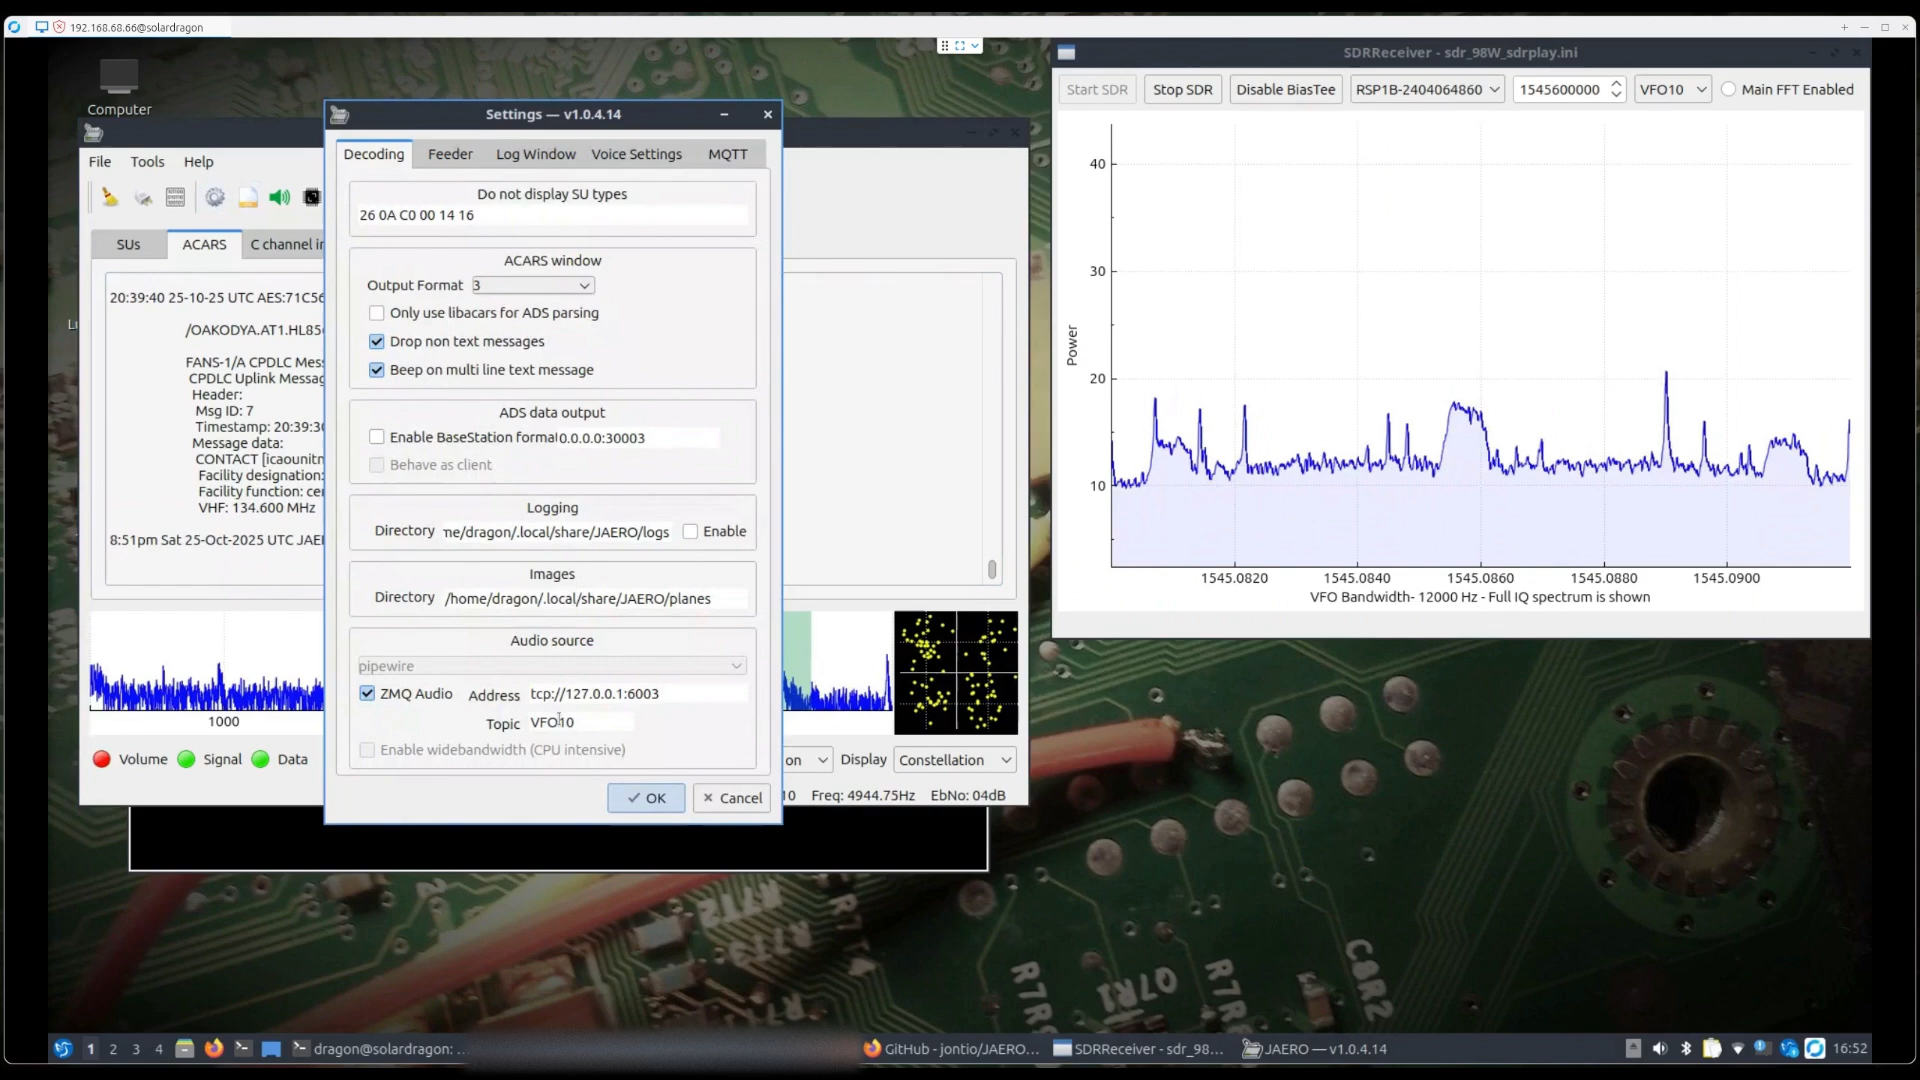 192.168.68.66@solardragon
Computer
SDRReceiver - sdr_98W_sdrplay.ini
Start SDR
Stop SDR
Disable BiasTee
RSP1B-2404064860
1545600000
VFO10
Main FFT Enabled
40
30
20
10
Power
1545.0820
1545.0840
1545.0860
1545.0880
1545.0900
VFO Bandwidth- 12000 Hz - Full IQ spectrum is shown
File
Tools
Help
SUs
ACARS
C channel
20:39:40 25-10-25 UTC AES:71C56
/OAKODYA.AT1.HL856
FANS-1/A CPDLC Mes
CPDLC Uplink Messag
Header:
Msg ID: 7
Timestamp: 20:39:30
Message data:
CONTACT [icaounitn
Facility designation:
Facility function: cen
VHF: 134.600 MHz
8:51pm Sat 25-Oct-2025 UTC JAE
1000
Volume
Signal
Data
on
Display
Constellation
10
Freq: 4944.75Hz
EbNo: 04dB
Settings — v1.0.4.14
Decoding
Feeder
Log Window
Voice Settings
MQTT
Do not display SU types
26 0A C0 00 14 16
ACARS window
Output Format
3
Only use libacars for ADS parsing
Drop non text messages
Beep on multi line text message
ADS data output
Enable BaseStation format
0.0.0.0:30003
Behave as client
Logging
Directory
ne/dragon/.local/share/JAERO/logs
Enable
Images
Directory
/home/dragon/.local/share/JAERO/planes
Audio source
pipewire
ZMQ Audio
Address
tcp://127.0.0.1:6003
Topic
VFO10
Enable widebandwidth (CPU intensive)
OK
Cancel
R7R
O7R1
R7R
C8R2
1
2
3
4
dragon@solardragon: ...
GitHub - jontio/JAERO...
SDRReceiver - sdr_98...
JAERO — v1.0.4.14
16:52